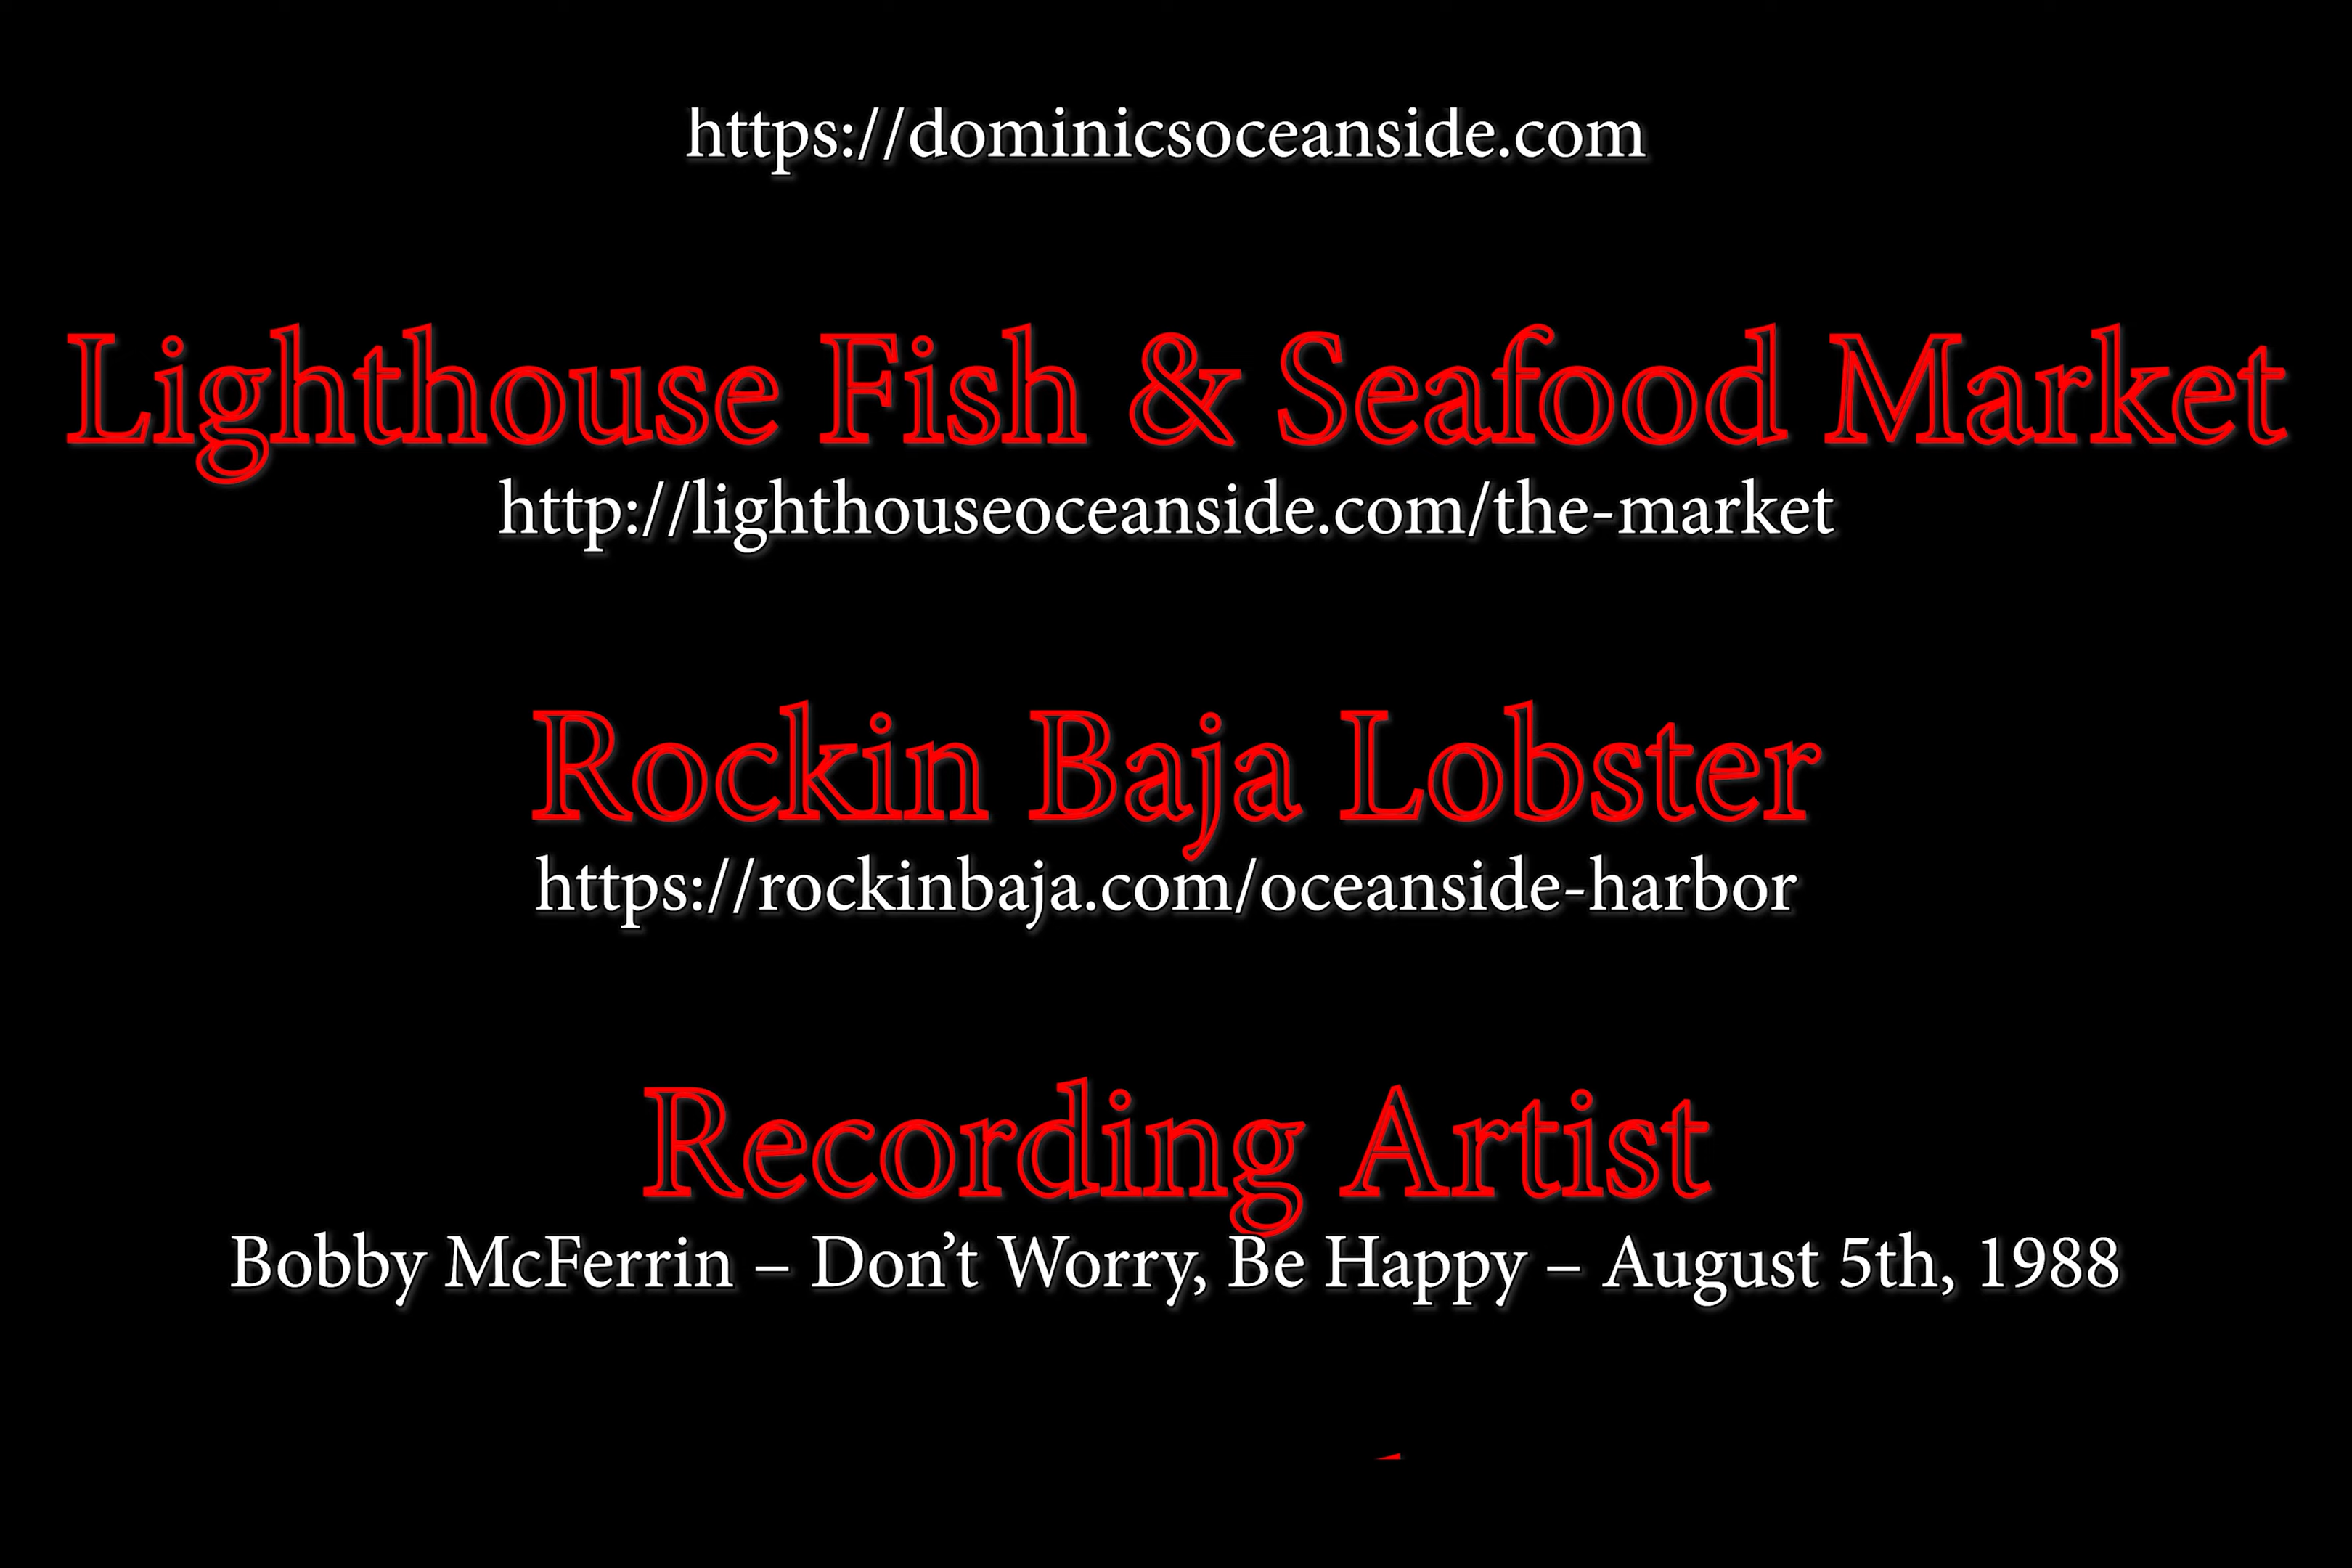 https://dominicsoceanside.com
Lighthouse Fish & Seafood Market
http://lighthouseoceanside.com/the-market
Rockin Baja Lobster
https://rockinbaja.com/oceanside-harbor
Recording Artist
Bobby McFerrin – Don’t Worry, Be Happy – August 5th, 1988